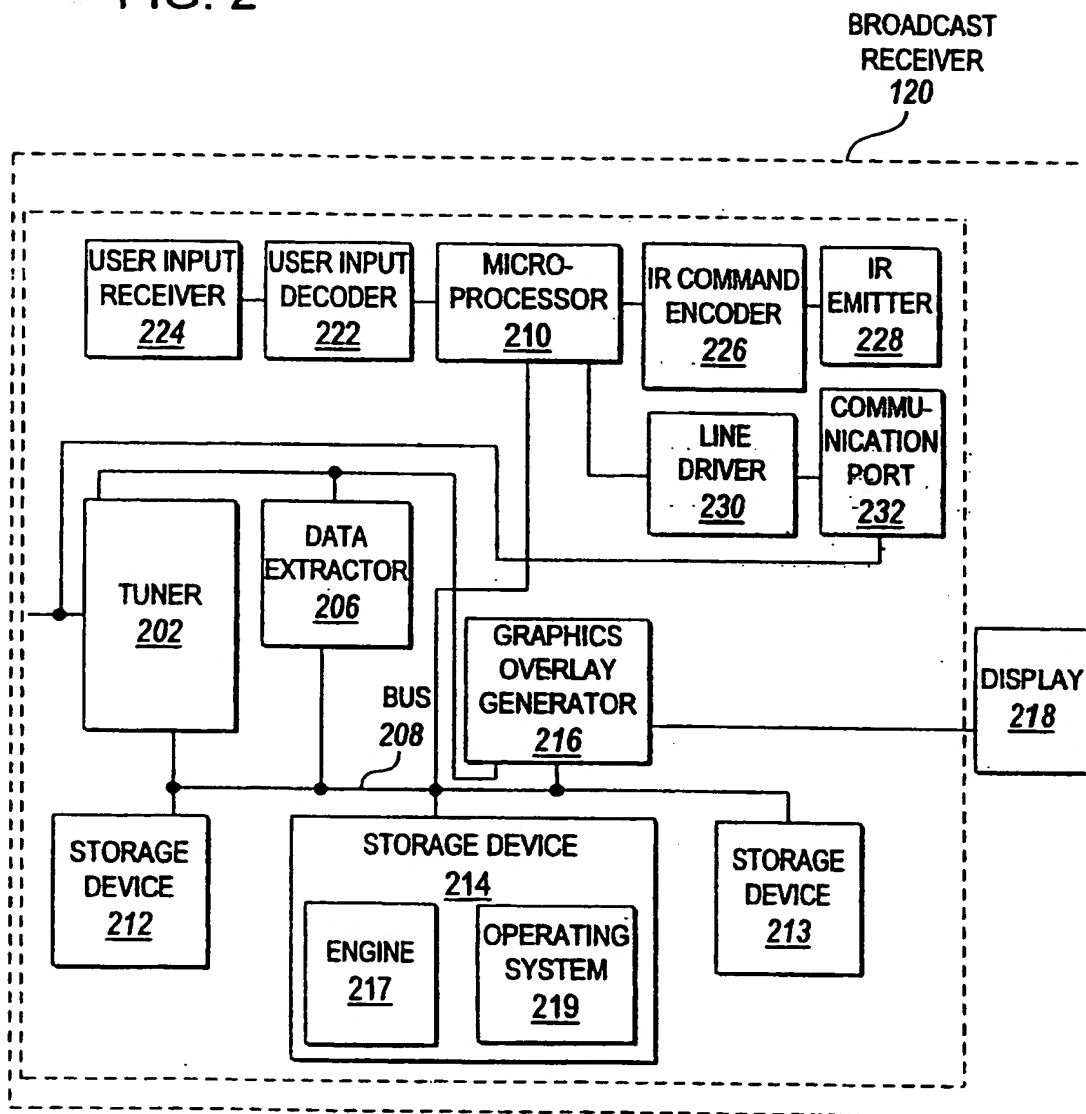 FIG. 2
BROADCAST
RECEIVER
120
USER INPUT
RECEIVER
224
USER INPUT
DECODER
222
MICRO-
PROCESSOR
210
IR COMMAND
ENCODER
226
IR
EMITTER
228
LINE
DRIVER
230
COMMU-
NICATION
PORT
232
TUNER
202
DATA
EXTRACTOR
206
BUS
208
GRAPHICS
OVERLAY
GENERATOR
216
DISPLAY
218
STORAGE
DEVICE
212
STORAGE DEVICE
214
ENGINE
217
OPERATING
SYSTEM
219
STORAGE
DEVICE
213